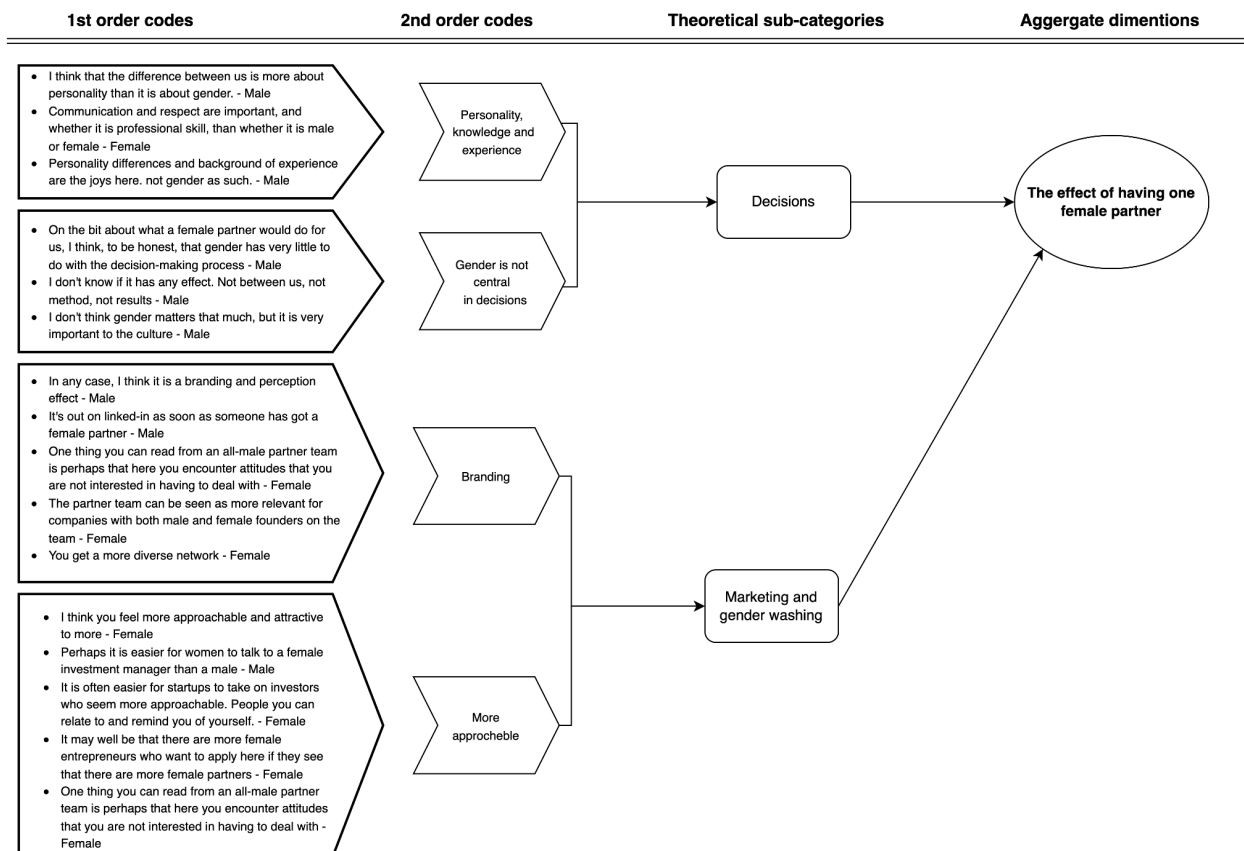 1st order codes
2nd order codes
Theoretical sub-categories
Aggergate dimentions
• I think that the difference between us is more about
personality than it is about gender. - Male
• Communication and respect are important, and
whether it is professional skill, than whether it is male
or female - Female
• Personality differences and background of experience
are the joys here. not gender as such. - Male
Personality,
knowledge and
experience
• On the bit about what a female partner would do for
us, I think, to be honest, that gender has very little to
do with the decision-making process - Male
• I don't know if it has any effect. Not between us, not
method, not results - Male
• I don't think gender matters that much, but it is very
important to the culture - Male
Gender is not
central
in decisions
Decisions
The effect of having one
female partner
• In any case, I think it is a branding and perception
effect - Male
• It's out on linked-in as soon as someone has got a
female partner - Male
• One thing you can read from an all-male partner team
is perhaps that here you encounter attitudes that you
are not interested in having to deal with - Female
• The partner team can be seen as more relevant for
companies with both male and female founders on the
team - Female
• You get a more diverse network - Female
Branding
• I think you feel more approachable and attractive
to more - Female
• Perhaps it is easier for women to talk to a female
investment manager than a male - Male
• It is often easier for startups to take on investors
who seem more approachable. People you can
relate to and remind you of yourself. - Female
• It may well be that there are more female
entrepreneurs who want to apply here if they see
that there are more female partners - Female
• One thing you can read from an all-male partner
team is perhaps that here you encounter attitudes
that you are not interested in having to deal with -
Female
More
approcheble
Marketing and
gender washing